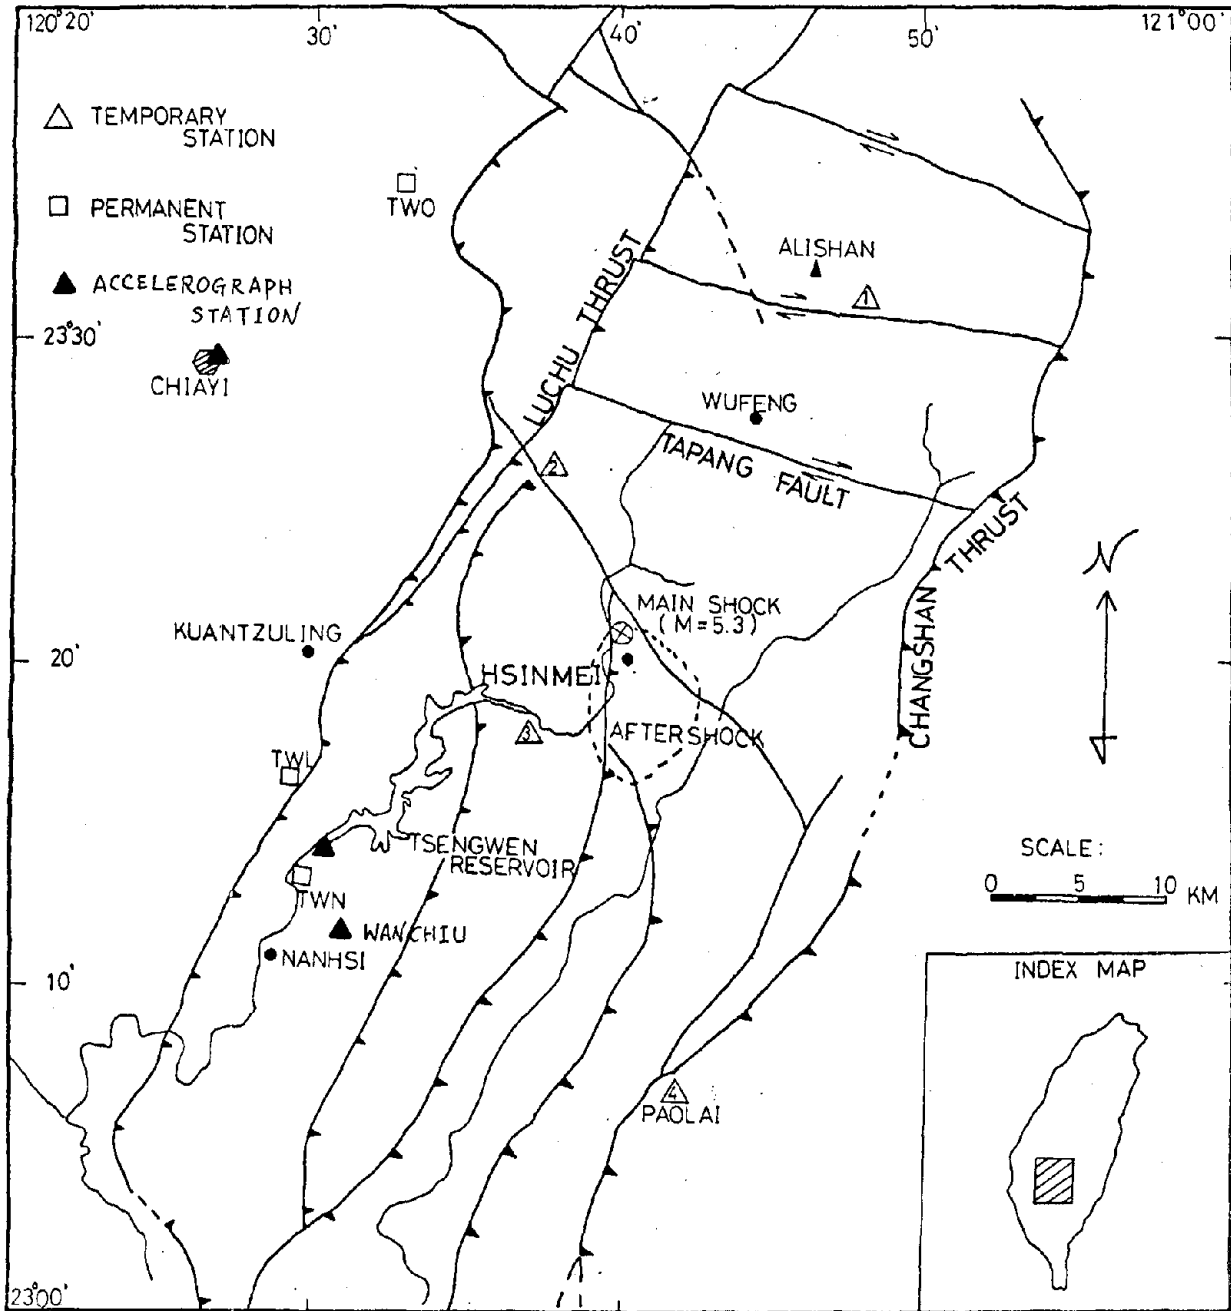 120°20'
30'
40'
50'
121°00'
TEMPORARY
STATION
PERMANENT
STATION
ACCELEROGRAPH
STATION
TWO
ALISHAN
1
LUCHU THRUST
23°30'
CHIAYI
WUFENG
TAPANG FAULT
2
CHANGSHAN THRUST
N
MAIN SHOCK
(M=5.3)
KUANTZULING
20'
HSINMEI
AFTERSHOCK
3
TWL
TSENGWEN
RESERVOIR
TWN
WANCHIU
NANHSI
SCALE:
0 5 10 KM
10'
INDEX MAP
4
PAOLAI
23°00'